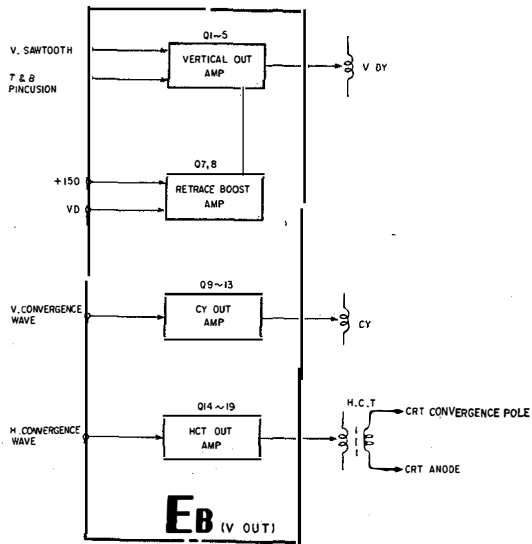 Q1~5
V. SAWTOOTH
VERTICAL OUT
AMP
V DY
T & B
PINCUSION
Q7,8
+150
RETRACE BOOST
AMP
VD
Q9~13
V.CONVERGENCE
WAVE
CY OUT
AMP
CY
Q14~19
H.C.T
CRT CONVERGENCE POLE
H.CONVERGENCE
WAVE
HCT OUT
AMP
CRT ANODE
EB (V OUT)